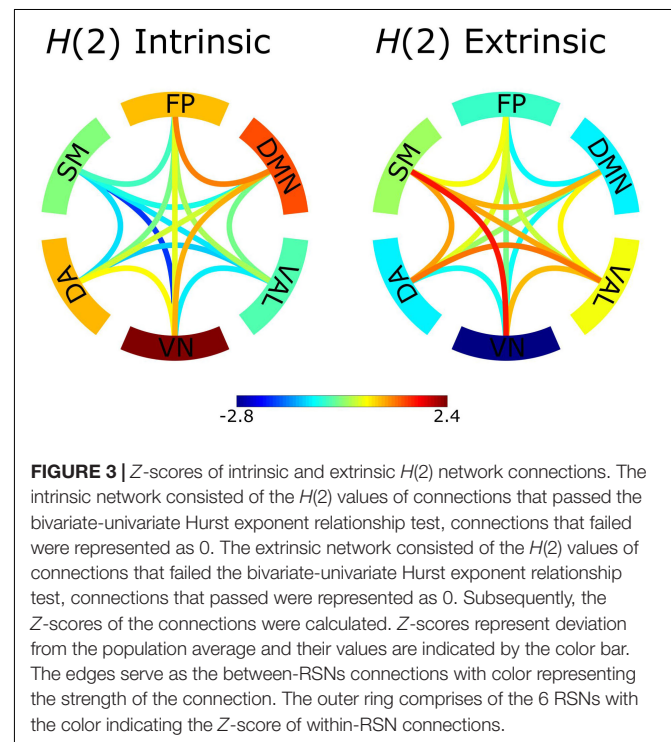 H(2) Intrinsic
H(2) Extrinsic
FP
SM
DMN
DA
VAL
VN
FP
SM
DMN
DA
VAL
VN
-2.8
2.4
FIGURE 3 | Z-scores of intrinsic and extrinsic H(2) network connections. The
intrinsic network consisted of the H(2) values of connections that passed the
bivariate-univariate Hurst exponent relationship test, connections that failed
were represented as 0. The extrinsic network consisted of the H(2) values of
connections that failed the bivariate-univariate Hurst exponent relationship
test, connections that passed were represented as 0. Subsequently, the
Z-scores of the connections were calculated. Z-scores represent deviation
from the population average and their values are indicated by the color bar.
The edges serve as the between-RSNs connections with color representing
the strength of the connection. The outer ring comprises of the 6 RSNs with
the color indicating the Z-score of within-RSN connections.